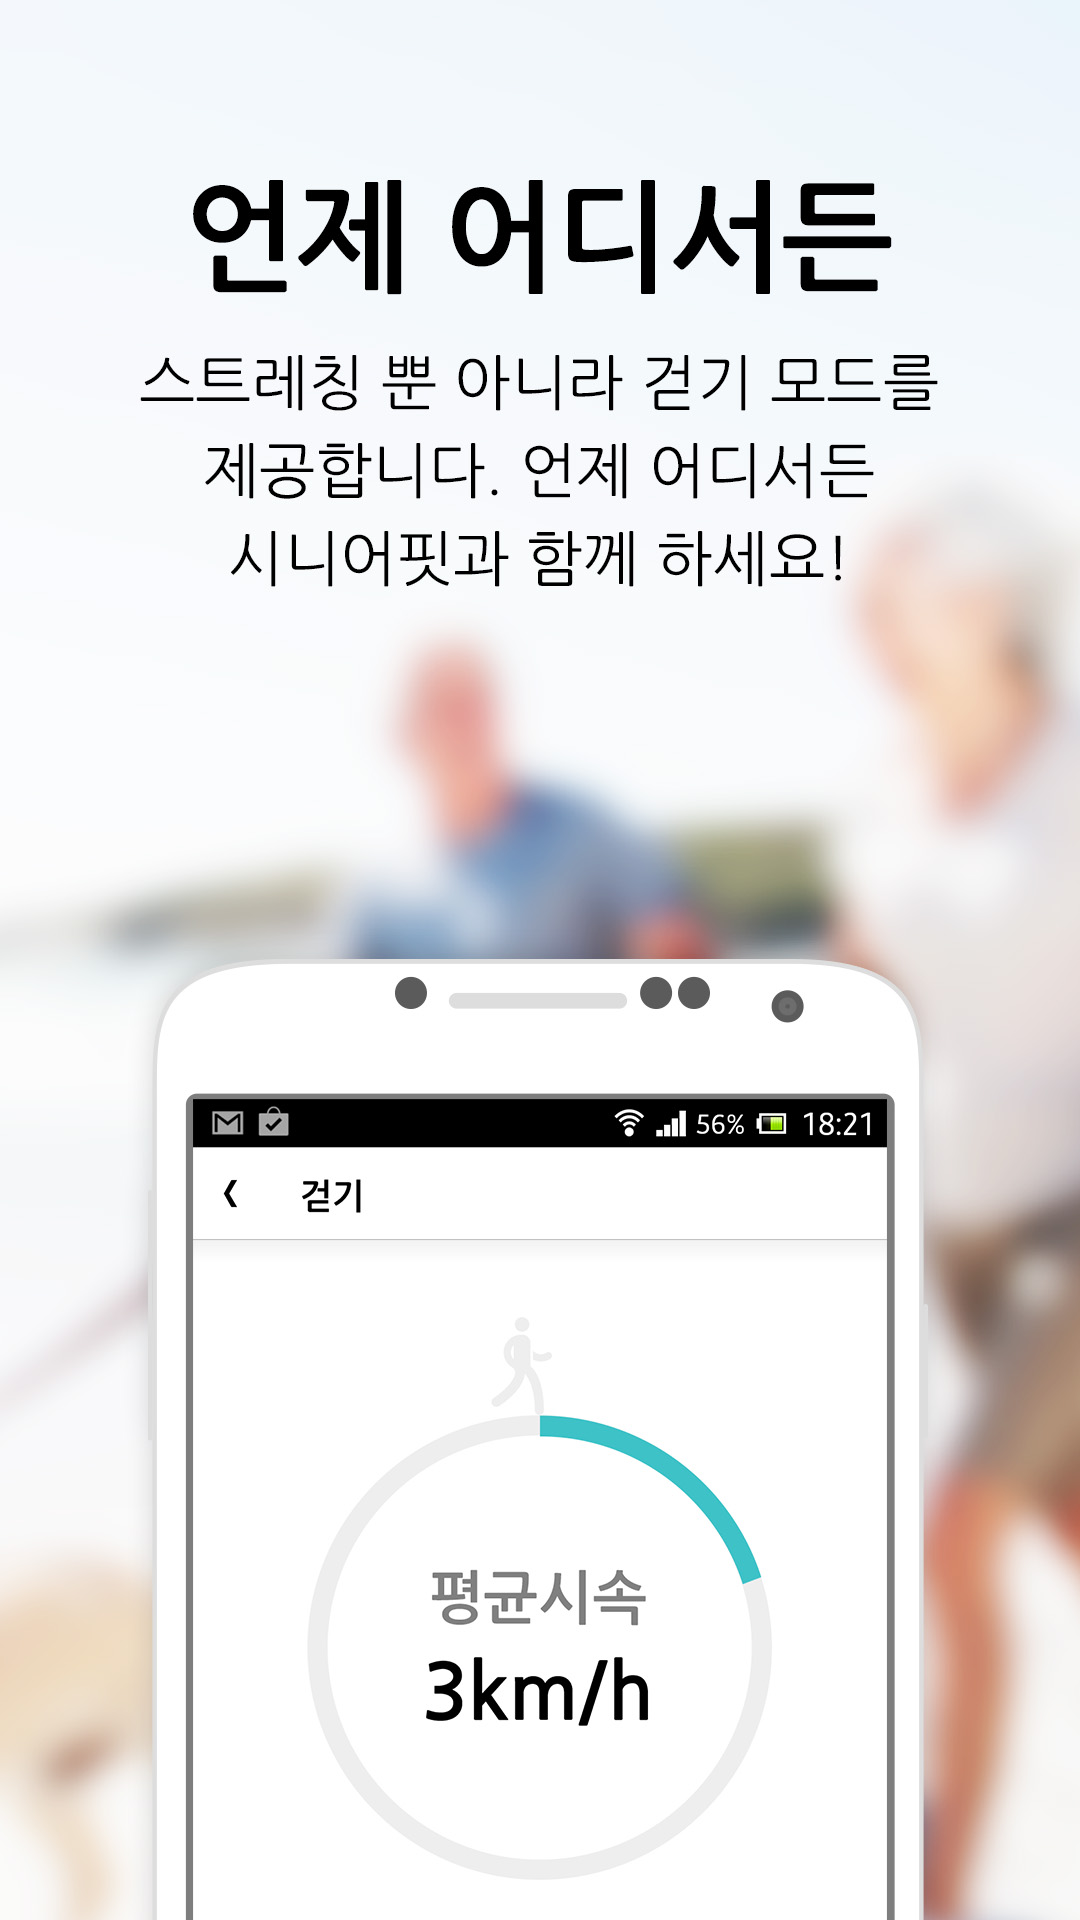 언제 어디서든
스트레칭 뿐 아니라 걷기 모드를
제공합니다. 언제 어디서든
시니어핏과 함께 하세요!
56% 18:21
걷기
평균시속
3km/h